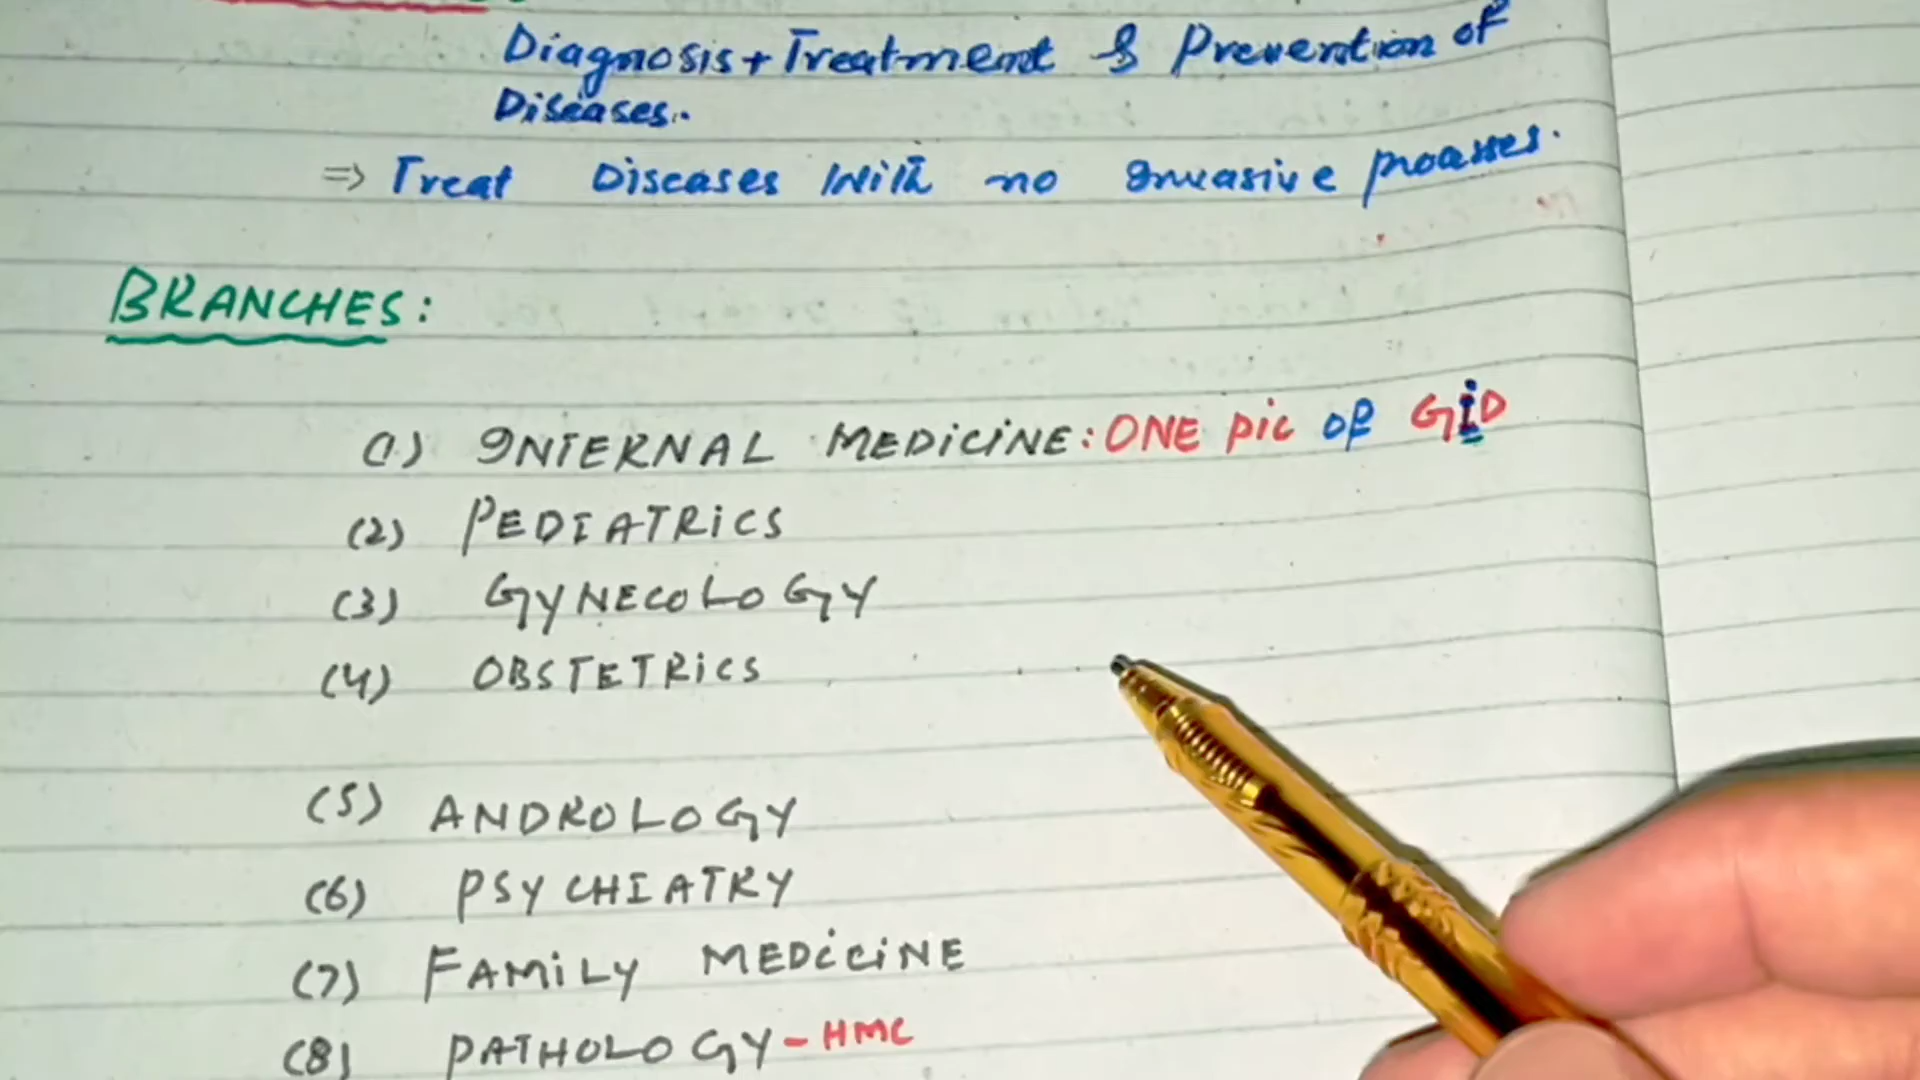 Diagnosis + Treatment & Prevention of
Diseases.
⇒ Treat Diseases With no Invasive processes.
BRANCHES:
(1) INTERNAL MEDICINE: ONE PIC OF GID
(2) PEDIATRICS
(3) GYNECOLOGY
(4) OBSTETRICS
(5) ANDROLOGY
(6) PSYCHIATRY
(7) FAMILY MEDICINE
(8) PATHOLOGY - HMC